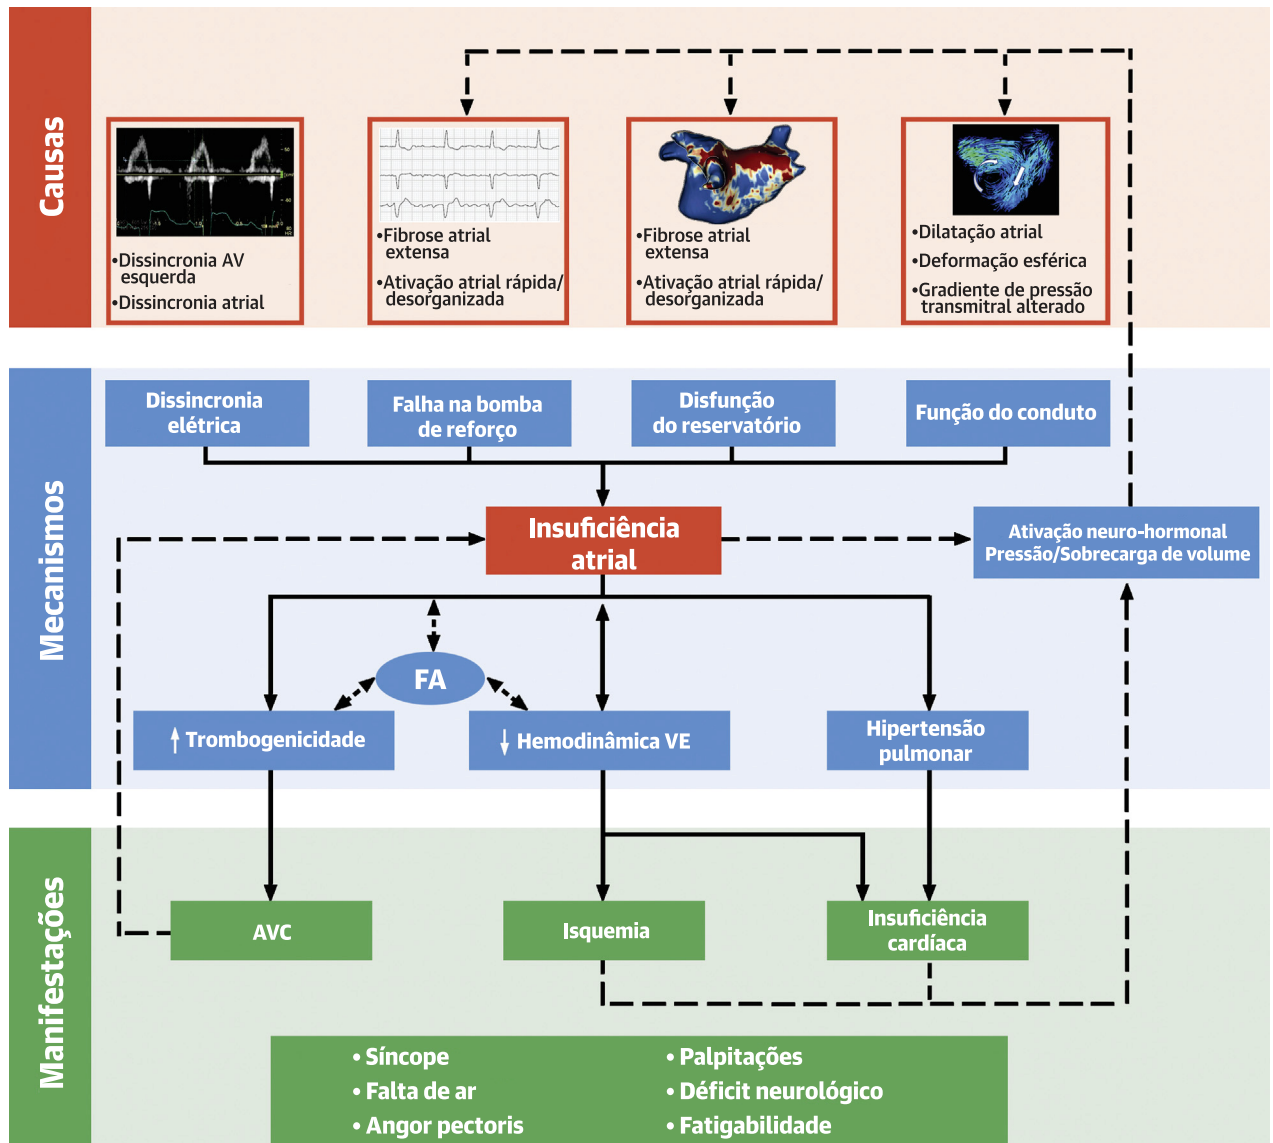 Causas
•Dissincronia AV
esquerda
•Dissincronia atrial
•Fibrose atrial
extensa
•Ativação atrial rápida/
desorganizada
•Fibrose atrial
extensa
•Ativação atrial rápida/
desorganizada
•Dilatação atrial
•Deformação esférica
•Gradiente de pressão
transmitral alterado
Mecanismos
Dissincronia
elétrica
Falha na bomba
de reforço
Disfunção
do reservatório
Função do conduto
Insuficiência
atrial
Ativação neuro-hormonal
Pressão/Sobrecarga de volume
FA
↑ Trombogenicidade
↓ Hemodinâmica VE
Hipertensão
pulmonar
Manifestações
AVC
Isquemia
Insuficiência
cardíaca
• Síncope
• Falta de ar
• Angor pectoris
• Palpitações
• Déficit neurológico
• Fatigabilidade